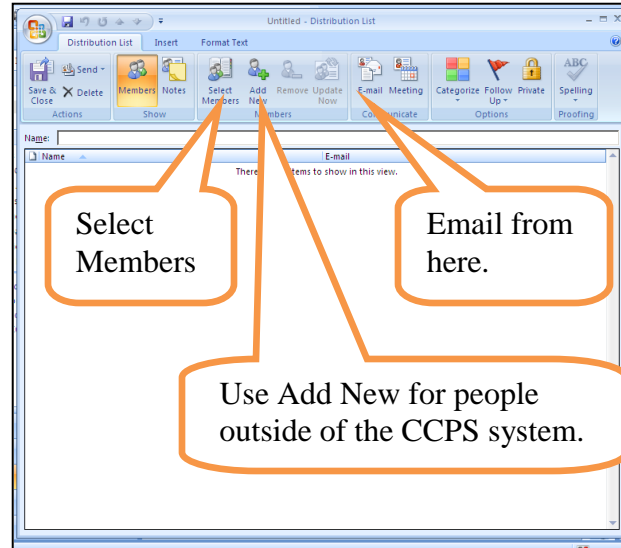 Untitled - Distribution List
Distribution List Insert Format Text
Save & Close
Send
Delete
Members Notes
Select Members
Add New
Remove Update Now
E-mail Meeting
Categorize Follow Up Private
ABC
Spelling
Actions Show Members Communicate Options Proofing
Name:
Name E-mail
There items to show in this view.
Select
Members
Email from
here.
Use Add New for people
outside of the CCPS system.